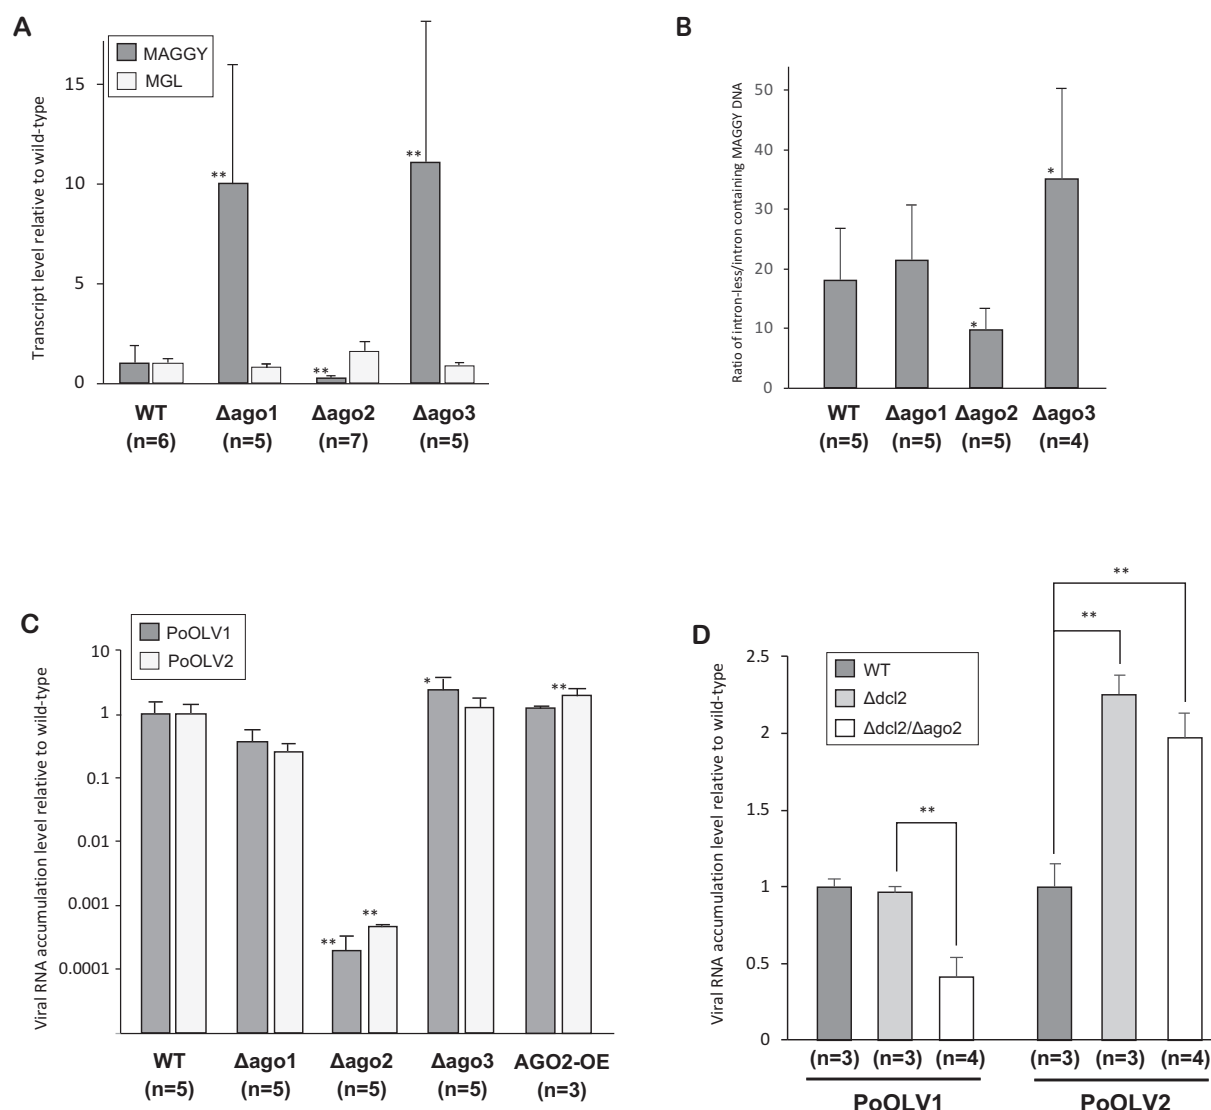 A
Transcript level relative to wild-type
MAGGY
MGL
15
10
5
0
**
**
**
WT
Δago1
Δago2
Δago3
(n=6)
(n=5)
(n=7)
(n=5)
B
Ratio of intron-less/intron containing MAGGY DNA
50
40
30
20
10
0
*
*
WT
Δago1
Δago2
Δago3
(n=5)
(n=5)
(n=5)
(n=4)
C
Viral RNA accumulation level relative to wild-type
PoOLV1
PoOLV2
10
1
0.1
0.01
0.001
0.0001
**
**
*
**
WT
Δago1
Δago2
Δago3
AGO2-OE
(n=5)
(n=5)
(n=5)
(n=5)
(n=3)
D
Viral RNA accumulation level relative to wild-type
WT
Δdcl2
Δdcl2/Δago2
2.5
2
1.5
1
0.5
0
**
**
**
(n=3)
(n=3)
(n=4)
(n=3)
(n=3)
(n=4)
PoOLV1
PoOLV2